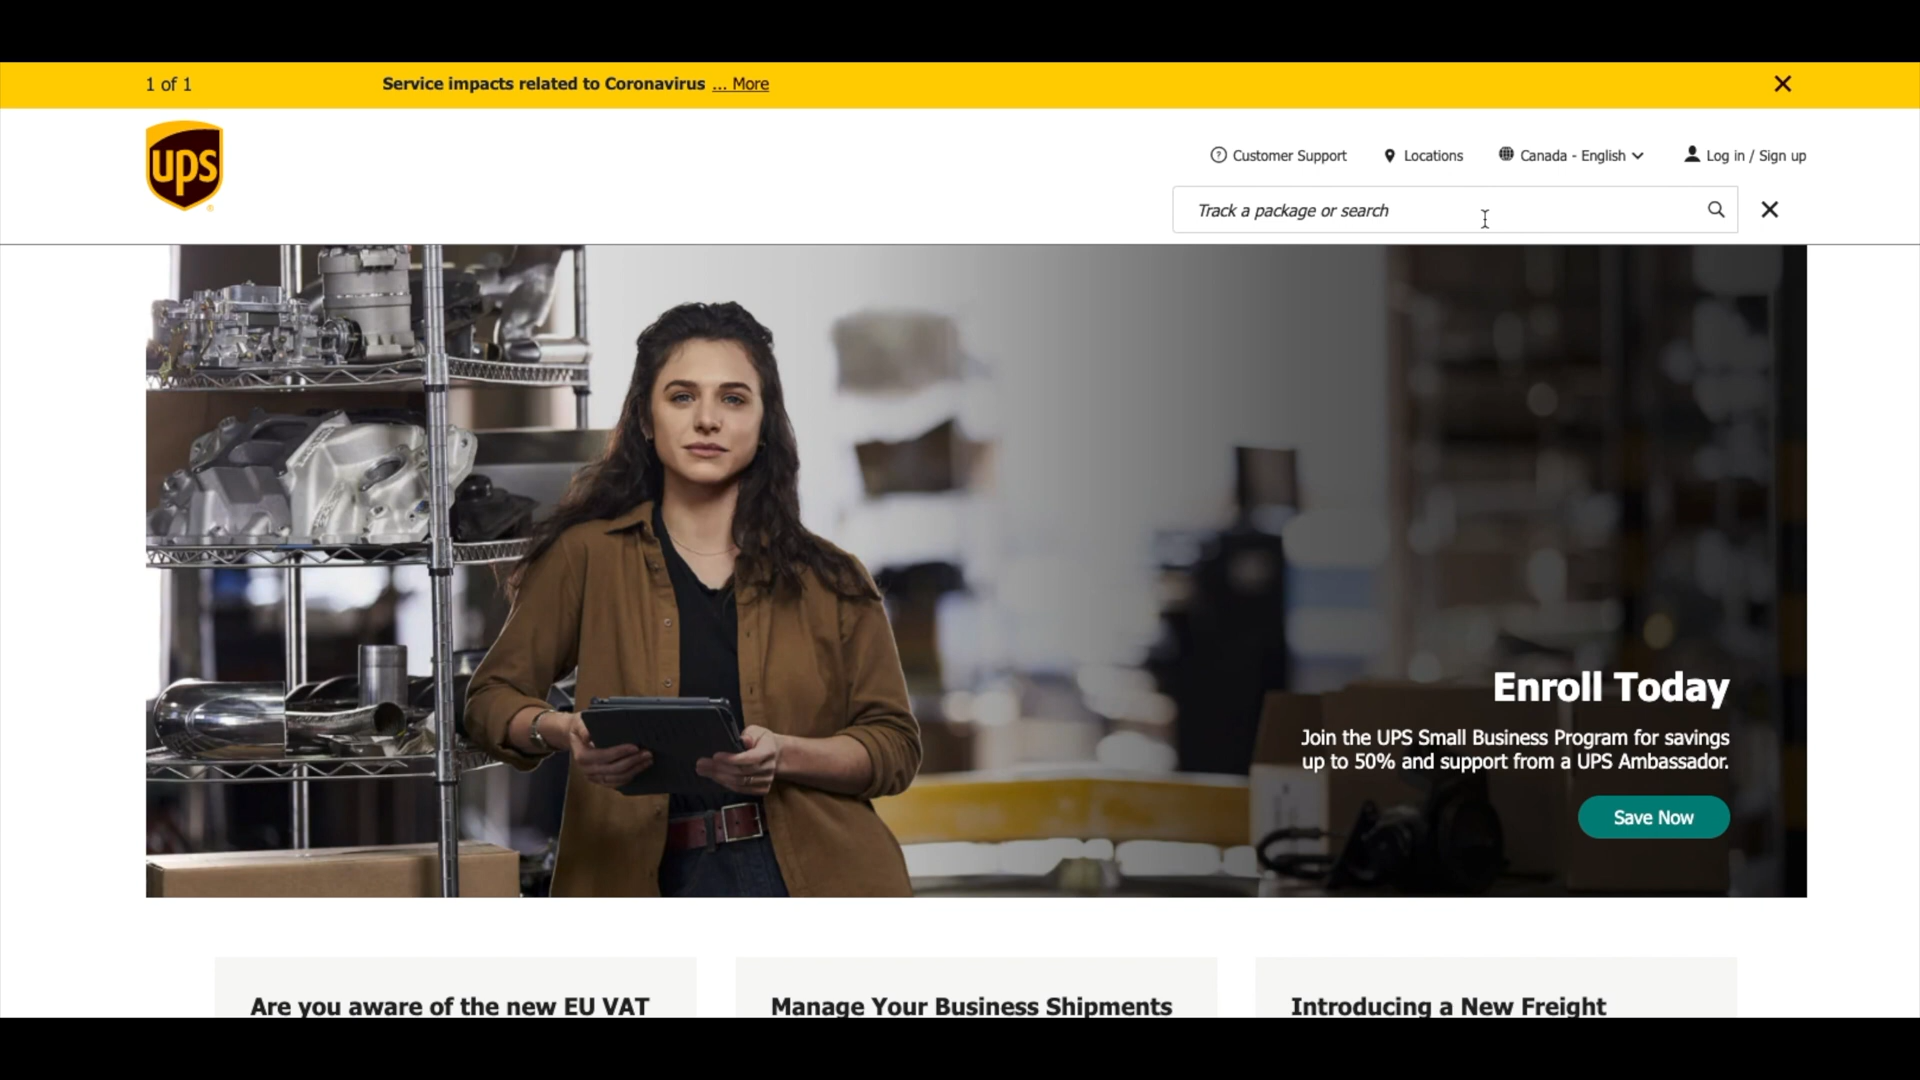 1 of 1
Service impacts related to Coronavirus ... More
ups
Customer Support
Locations
Canada - English
Log in / Sign up
Track a package or search
Enroll Today
Join the UPS Small Business Program for savings
up to 50% and support from a UPS Ambassador.
Save Now
Are you aware of the new EU VAT
Manage Your Business Shipments
Introducing a New Freight